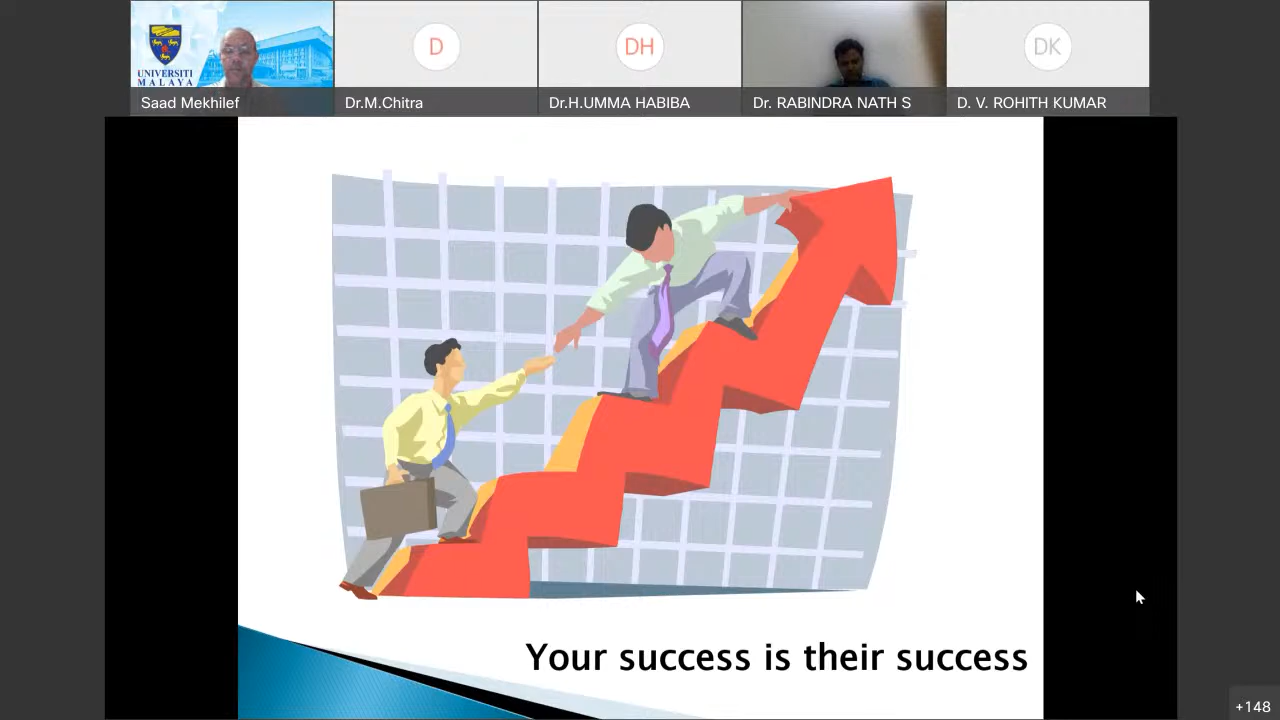 UNIVERSITI
MALAYA
Saad Mekhilef
D
Dr.M.Chitra
DH
Dr.H.UMMA HABIBA
Dr. RABINDRA NATH S
DK
D. V. ROHITH KUMAR
Your success is their success
+148